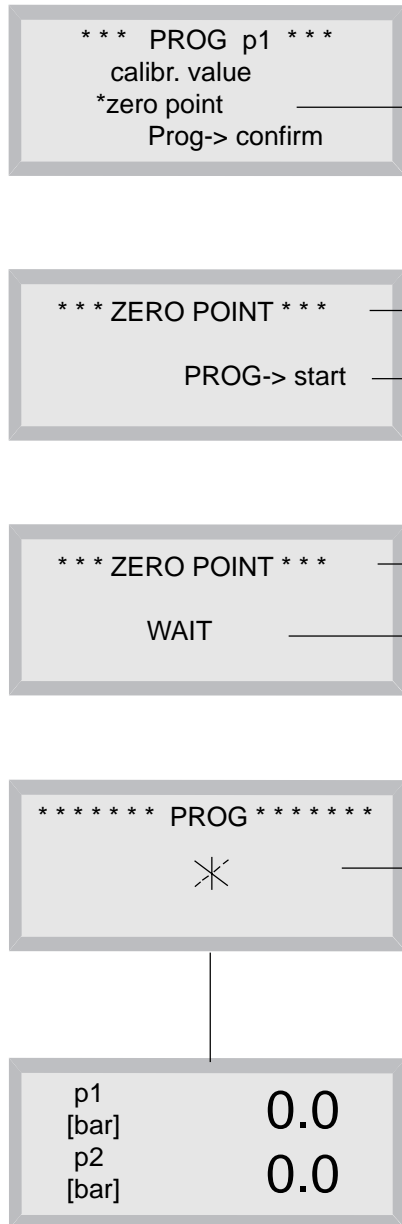 * * * PROG p1 * * *
calibr. value
*zero point
Prog-> confirm
* * * ZERO POINT * * *
PROG-> start
* * * ZERO POINT * * *
WAIT
* * * * * * * PROG * * * * * * *
p1 0.0
[bar]
p2 0.0
[bar]